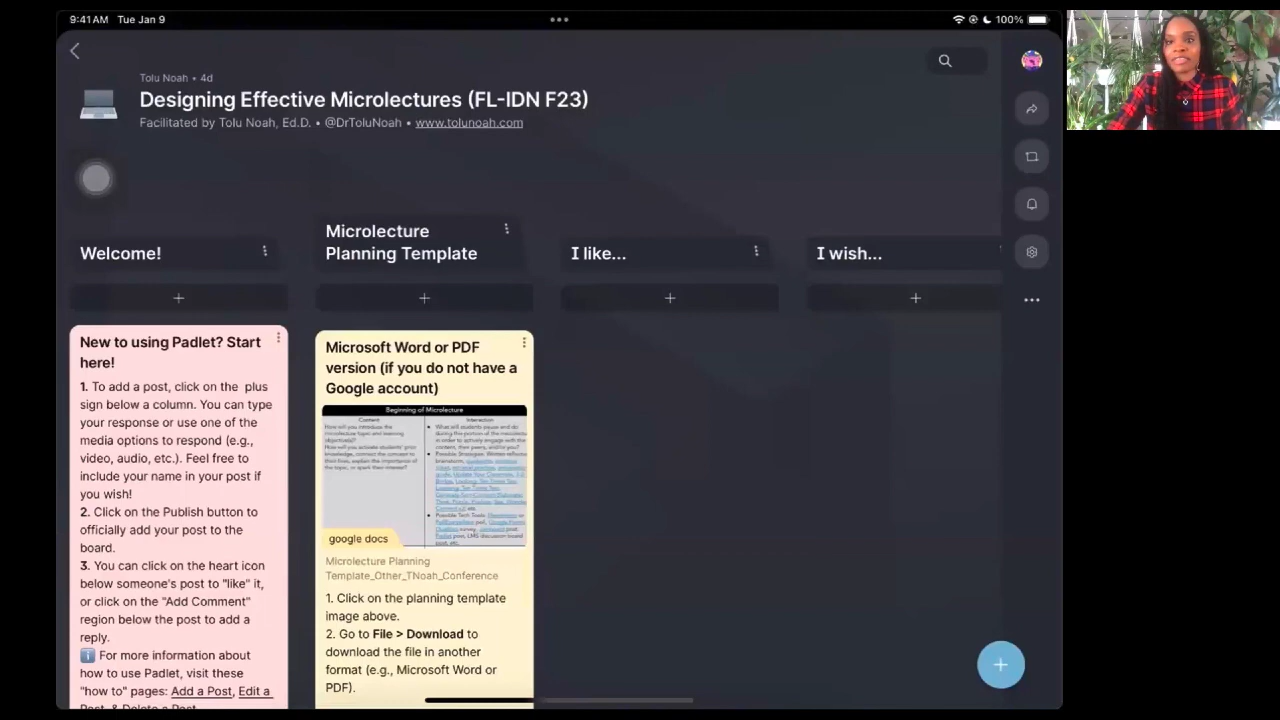 9:41 AM Tue Jan 9
100%
Tolu Noah • 4d
Designing Effective Microlectures (FL-IDN F23)
Facilitated by Tolu Noah, Ed.D. • @DrToluNoah • www.tolunoah.com
Welcome!
Microlecture
Planning Template
I like...
I wish...
New to using Padlet? Start
here!
1. To add a post, click on the plus
sign below a column. You can type
your response or use one of the
media options to respond (e.g.,
video, audio, etc.). Feel free to
include your name in your post if
you wish!
2. Click on the Publish button to
officially add your post to the
board.
3. You can click on the heart icon
below someone's post to "like" it,
or click on the "Add Comment"
region below the post to add a
reply.
For more information about
how to use Padlet, visit these
"how to" pages: Add a Post, Edit a
Post, & Delete a Post.
Microsoft Word or PDF
version (if you do not have a
Google account)
Beginning of Microlecture
Content
Interaction
google docs
Microlecture Planning
Template_Other_TNoah_Conference
1. Click on the planning template
image above.
2. Go to File > Download to
download the file in another
format (e.g., Microsoft Word or
PDF).